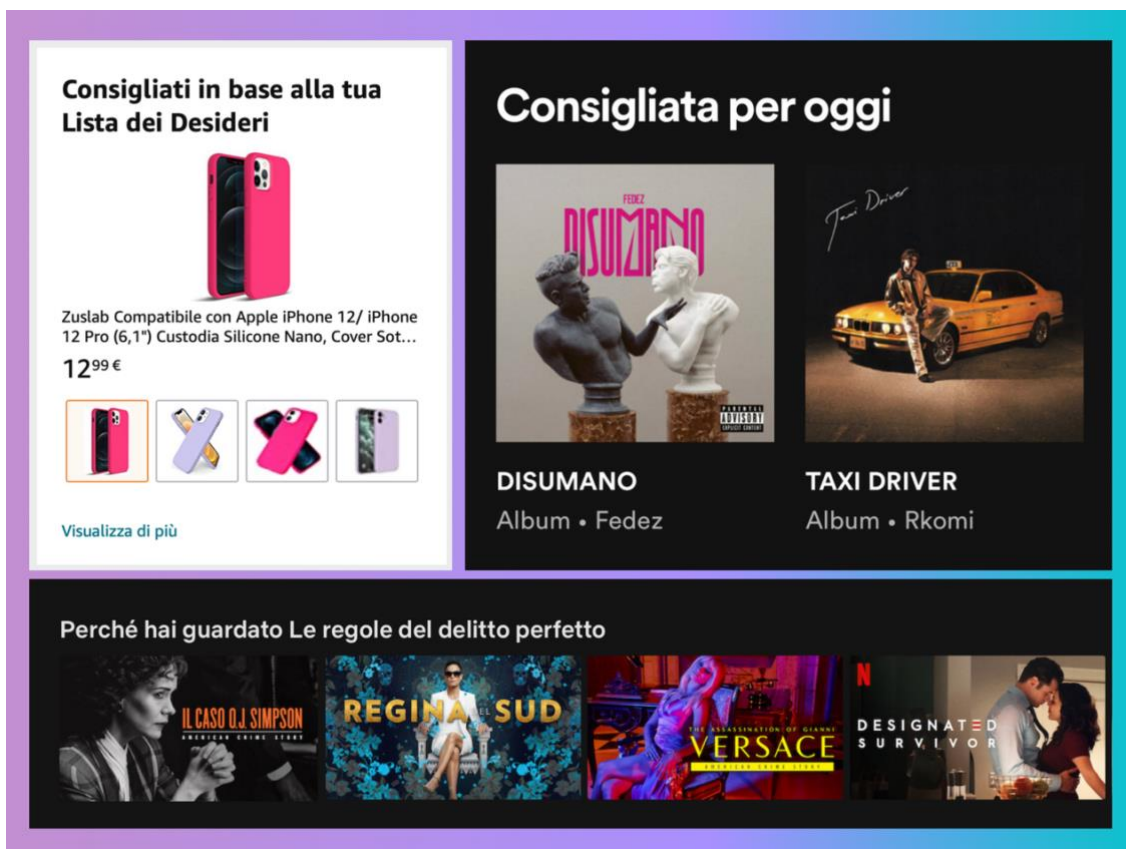 Consigliati in base alla tua
Lista dei Desideri
Zuslab Compatibile con Apple iPhone 12/ iPhone
12 Pro (6,1") Custodia Silicone Nano, Cover Sot...
12⁹⁹ €
Visualizza di più
Consigliata per oggi
FEDEZ
DISUMANO
PARENTAL
ADVISORY
EXPLICIT CONTENT
DISUMANO
Album • Fedez
Taxi Driver
TAXI DRIVER
Album • Rkomi
Perché hai guardato Le regole del delitto perfetto
IL CASO O.J. SIMPSON
AMERICAN CRIME STORY
REGINA DEL SUD
THE ASSASSINATION OF GIANNI
VERSACE
AMERICAN CRIME STORY
N
DESIGNATED
SURVIVOR